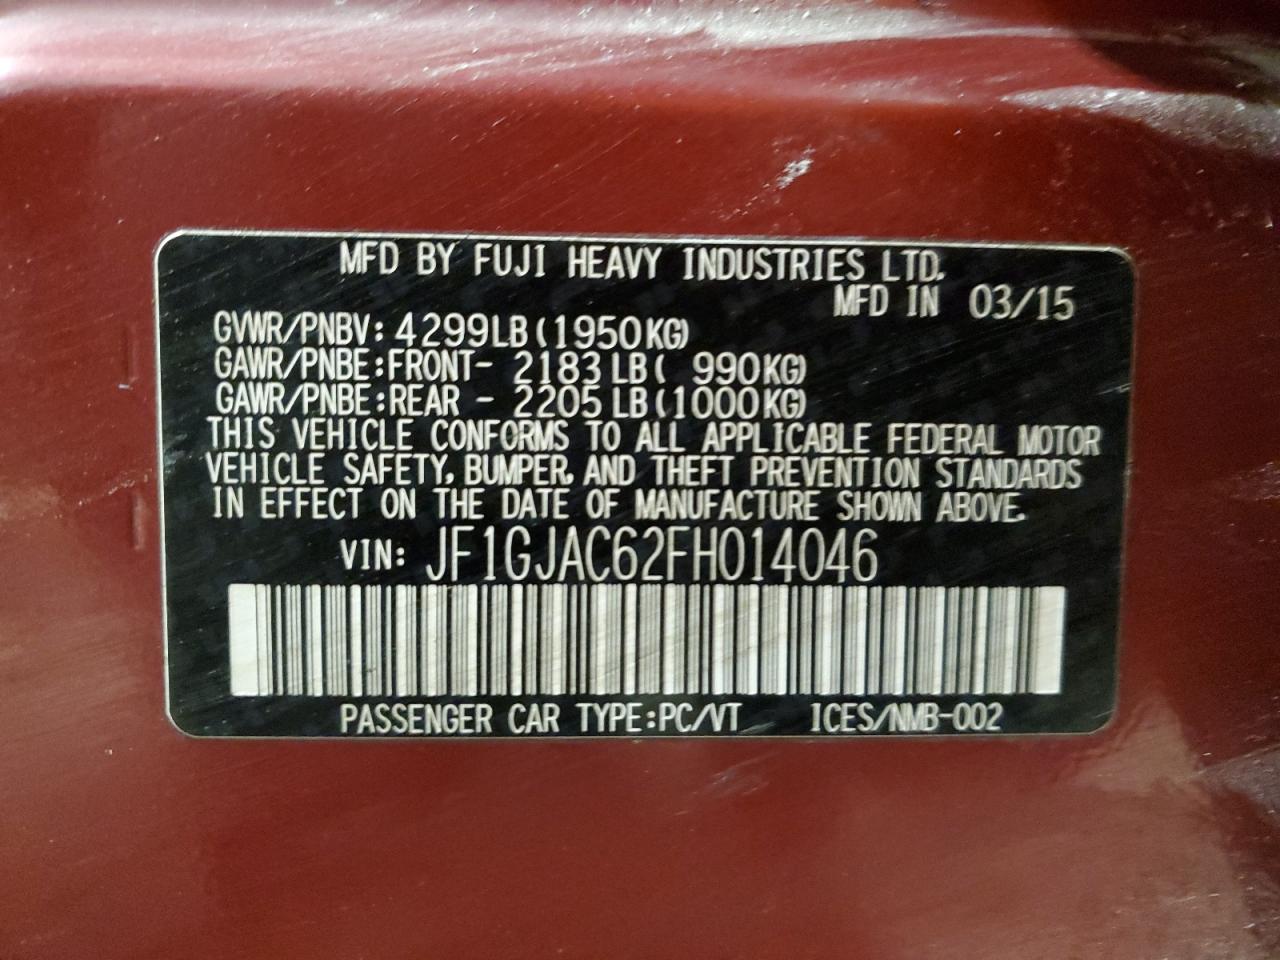 MFD BY FUJI HEAVY INDUSTRIES LTD.
MFD IN 03/15
GVWR/PNBV: 4299LB (1950KG)
GAWR/PNBE: FRONT- 2183 LB ( 990KG)
GAWR/PNBE: REAR - 2205 LB (1000KG)
THIS VEHICLE CONFORMS TO ALL APPLICABLE FEDERAL MOTOR
VEHICLE SAFETY, BUMPER, AND THEFT PREVENTION STANDARDS
IN EFFECT ON THE DATE OF MANUFACTURE SHOWN ABOVE.
VIN: JF1GJAC62FH014046
PASSENGER CAR TYPE:PC/VT ICES/NMB-002